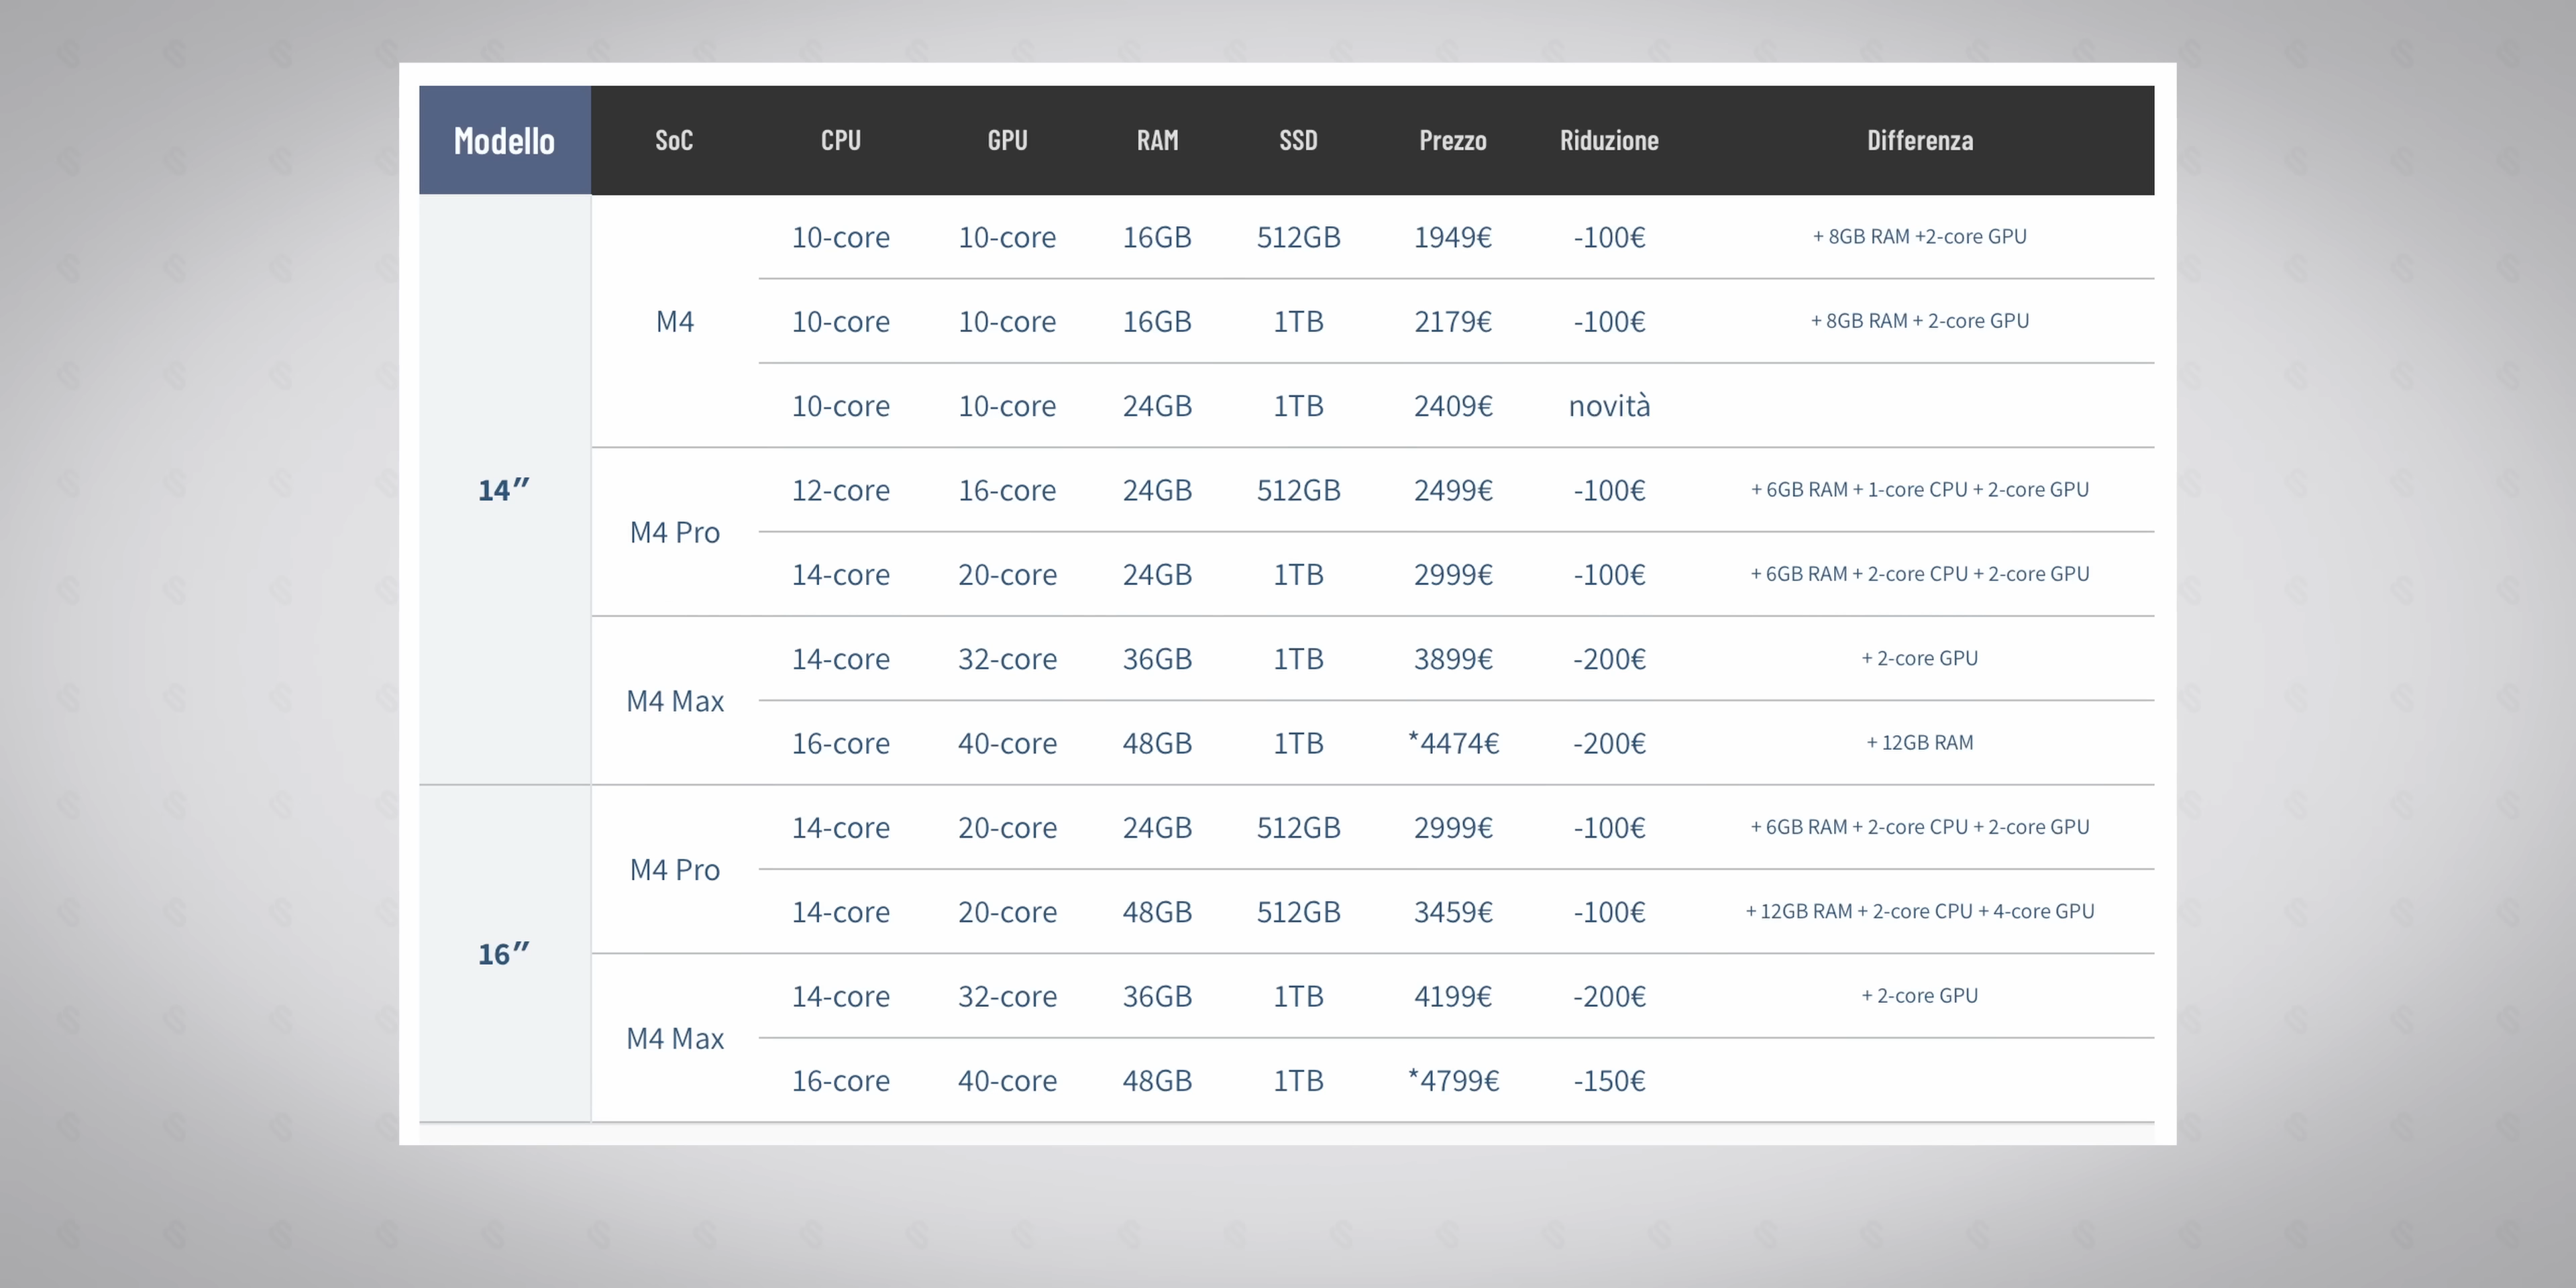 Modello SoC CPU GPU RAM SSD Prezzo Riduzione Differenza
10-core 10-core 16GB 512GB 1949€ -100€ + 8GB RAM +2-core GPU
M4 10-core 10-core 16GB 1TB 2179€ -100€ + 8GB RAM + 2-core GPU
10-core 10-core 24GB 1TB 2409€ novità
14″ 12-core 16-core 24GB 512GB 2499€ -100€ + 6GB RAM + 1-core CPU + 2-core GPU
M4 Pro
14-core 20-core 24GB 1TB 2999€ -100€ + 6GB RAM + 2-core CPU + 2-core GPU
14-core 32-core 36GB 1TB 3899€ -200€ + 2-core GPU
M4 Max
16-core 40-core 48GB 1TB *4474€ -200€ + 12GB RAM
14-core 20-core 24GB 512GB 2999€ -100€ + 6GB RAM + 2-core CPU + 2-core GPU
M4 Pro
14-core 20-core 48GB 512GB 3459€ -100€ + 12GB RAM + 2-core CPU + 4-core GPU
16″
14-core 32-core 36GB 1TB 4199€ -200€ + 2-core GPU
M4 Max
16-core 40-core 48GB 1TB *4799€ -150€